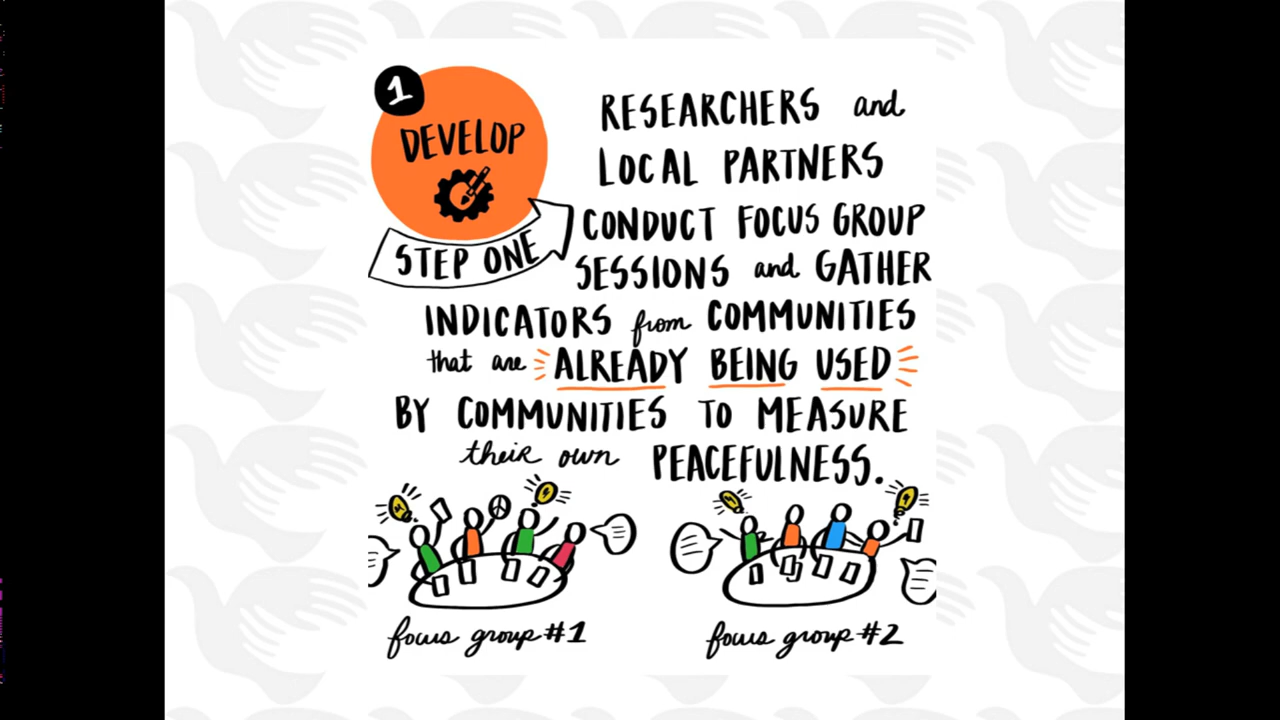 1
DEVELOP
STEP ONE
RESEARCHERS and
LOCAL PARTNERS
CONDUCT FOCUS GROUP
SESSIONS and GATHER
INDICATORS from COMMUNITIES
that are ALREADY BEING USED
BY COMMUNITIES TO MEASURE
their own PEACEFULNESS.
focus group #1
focus group #2